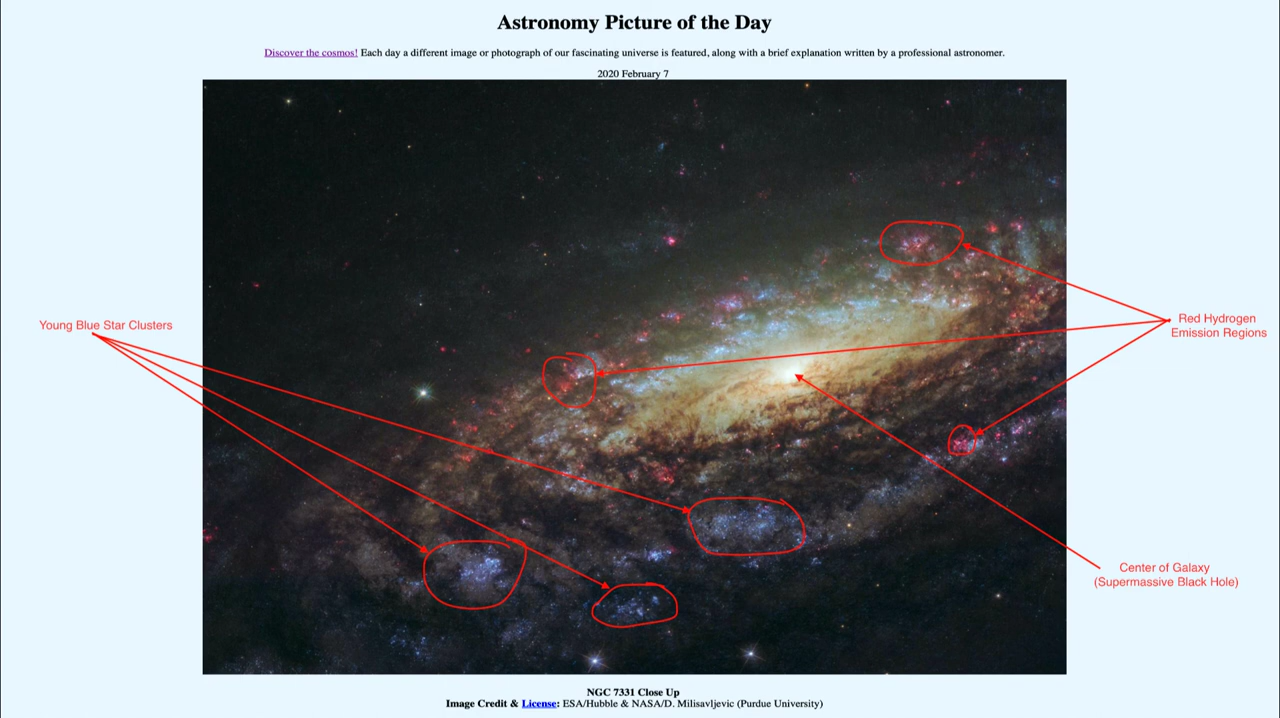 Astronomy Picture of the Day
Discover the cosmos! Each day a different image or photograph of our fascinating universe is featured, along with a brief explanation written by a professional astronomer.
2020 February 7
Young Blue Star Clusters
Red Hydrogen
Emission Regions
Center of Galaxy
(Supermassive Black Hole)
NGC 7331 Close Up
Image Credit & License: ESA/Hubble & NASA/D. Milisavljevic (Purdue University)